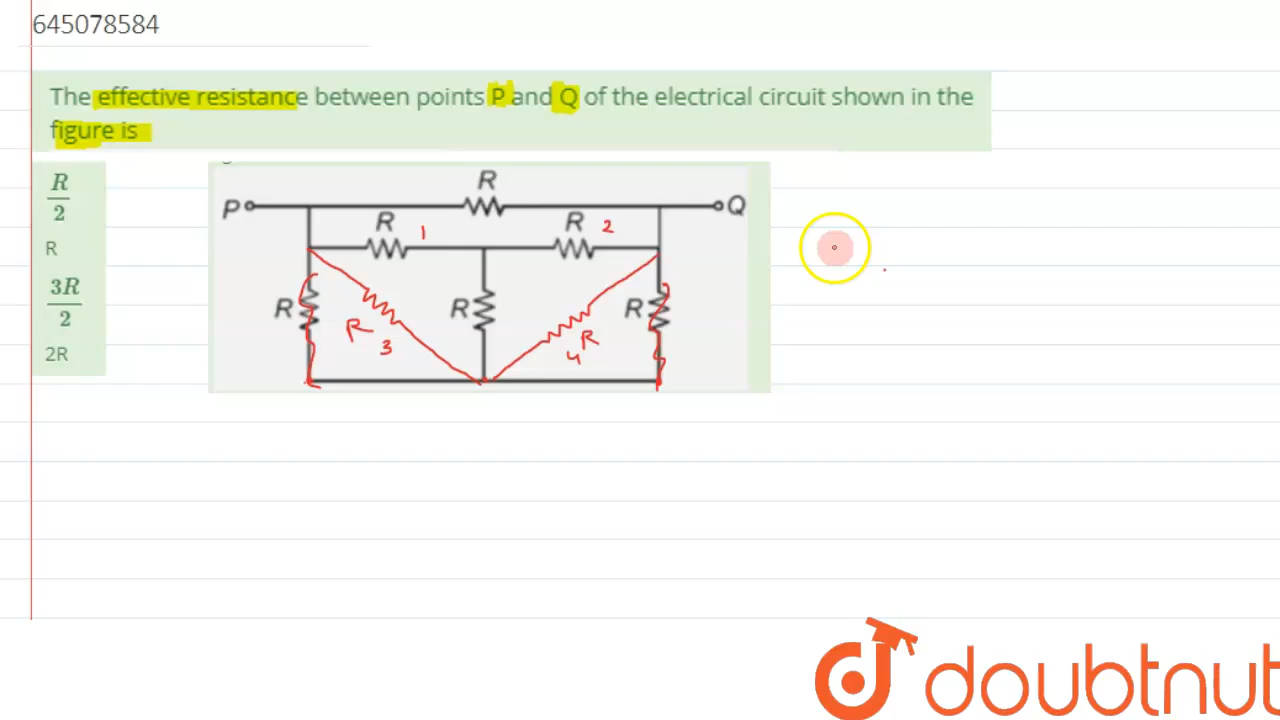 645078584
The effective resistance between points P and Q of the electrical circuit shown in the
figure is
R/2
R
3R/2
2R
R
P Q
R 1 R 2
R R R
R 3 R 4
doubtnut